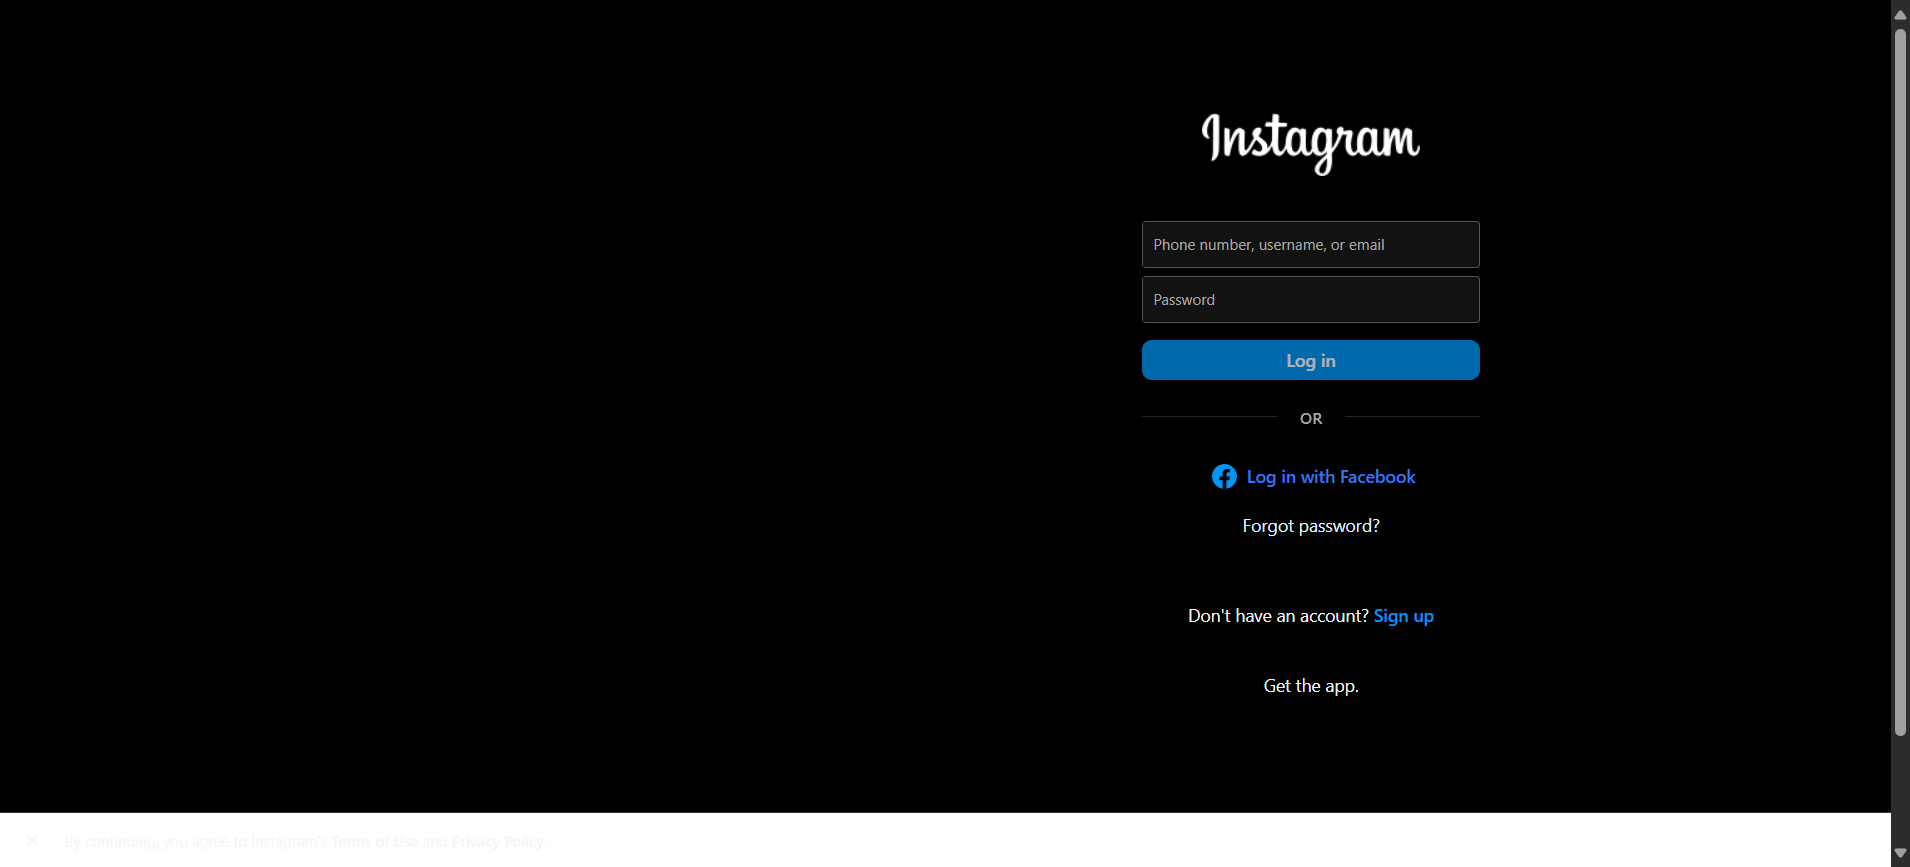 Instagram
Phone number, username, or email
Password
Log in
OR
Log in with Facebook
Forgot password?
Don't have an account? Sign up
Get the app.
By continuing, you agree to Instagram's Terms of Use and Privacy Policy.